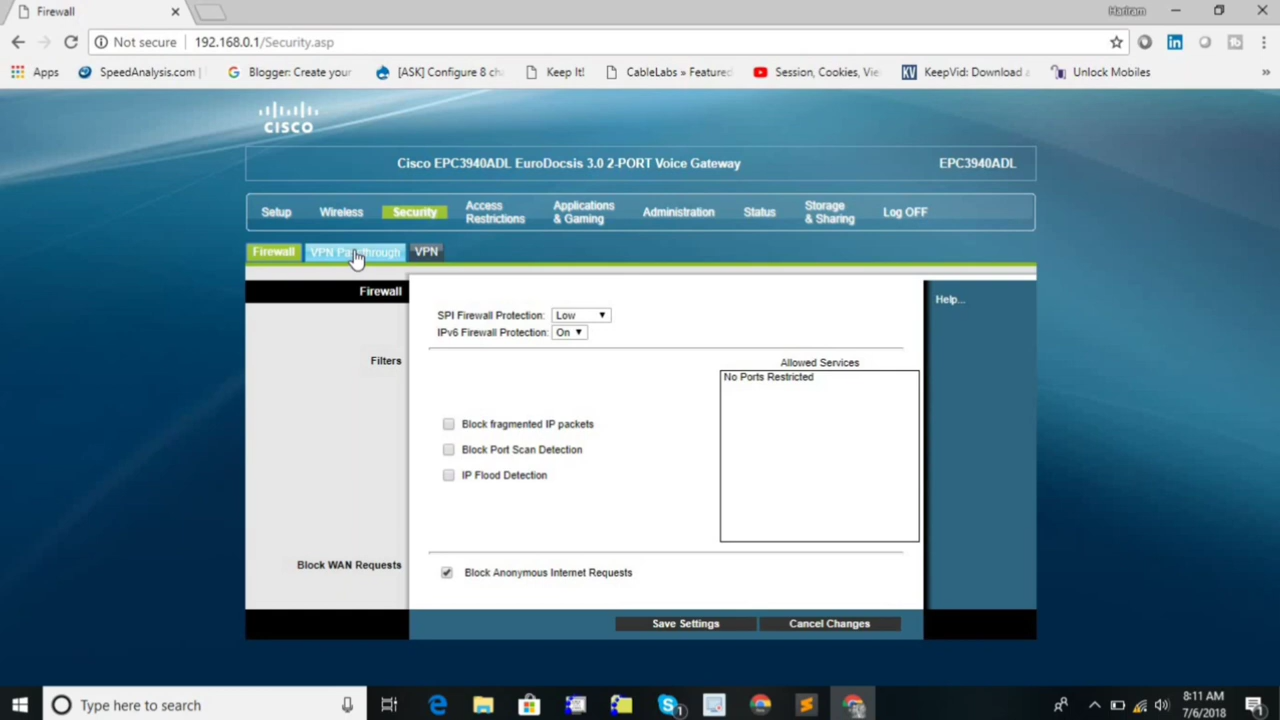 Firewall
Hariram
Not secure
192.168.0.1/Security.asp
Apps
SpeedAnalysis.com
Blogger: Create your
[ASK] Configure 8 cha
Keep It!
CableLabs » Featured
Session, Cookies, Vie
KeepVid: Download a
Unlock Mobiles
»
CISCO
Cisco EPC3940ADL EuroDocsis 3.0 2-PORT Voice Gateway
EPC3940ADL
Setup
Wireless
Security
Access
Restrictions
Applications
& Gaming
Administration
Status
Storage
& Sharing
Log OFF
Firewall
VPN Passthrough
VPN
Firewall
SPI Firewall Protection:
Low
IPv6 Firewall Protection:
On
Help...
Filters
Allowed Services
No Ports Restricted
Block fragmented IP packets
Block Port Scan Detection
IP Flood Detection
Block WAN Requests
Block Anonymous Internet Requests
Save Settings
Cancel Changes
Type here to search
1
8:11 AM
7/6/2018
1